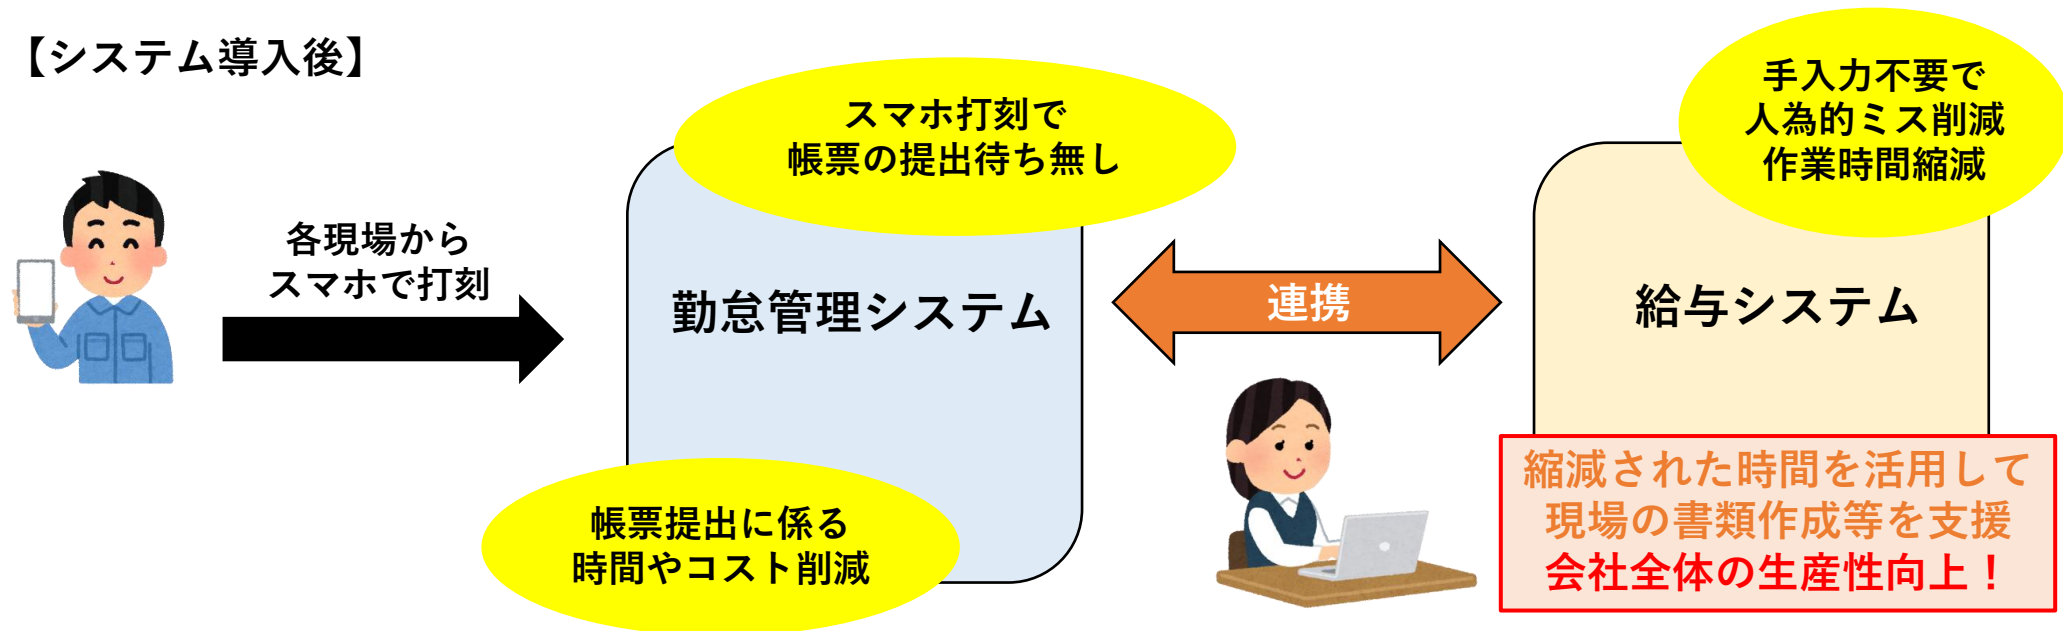 【システム導入後】
各現場から
スマホで打刻
スマホ打刻で
帳票の提出待ち無し
勤怠管理システム
帳票提出に係る
時間やコスト削減
連携
手入力不要で
人為的ミス削減
作業時間縮減
給与システム
縮減された時間を活用して
現場の書類作成等を支援
会社全体の生産性向上！